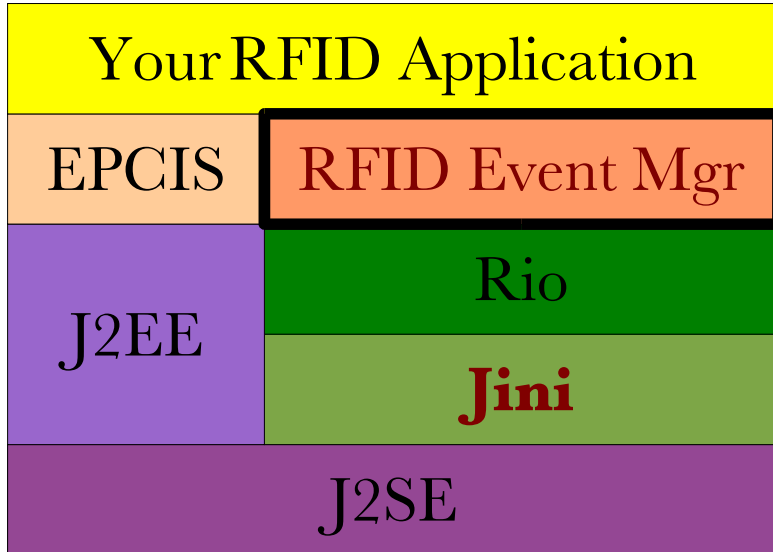 Your RFID Application
EPCIS
RFID Event Mgr
Rio
J2EE
Jini
J2SE